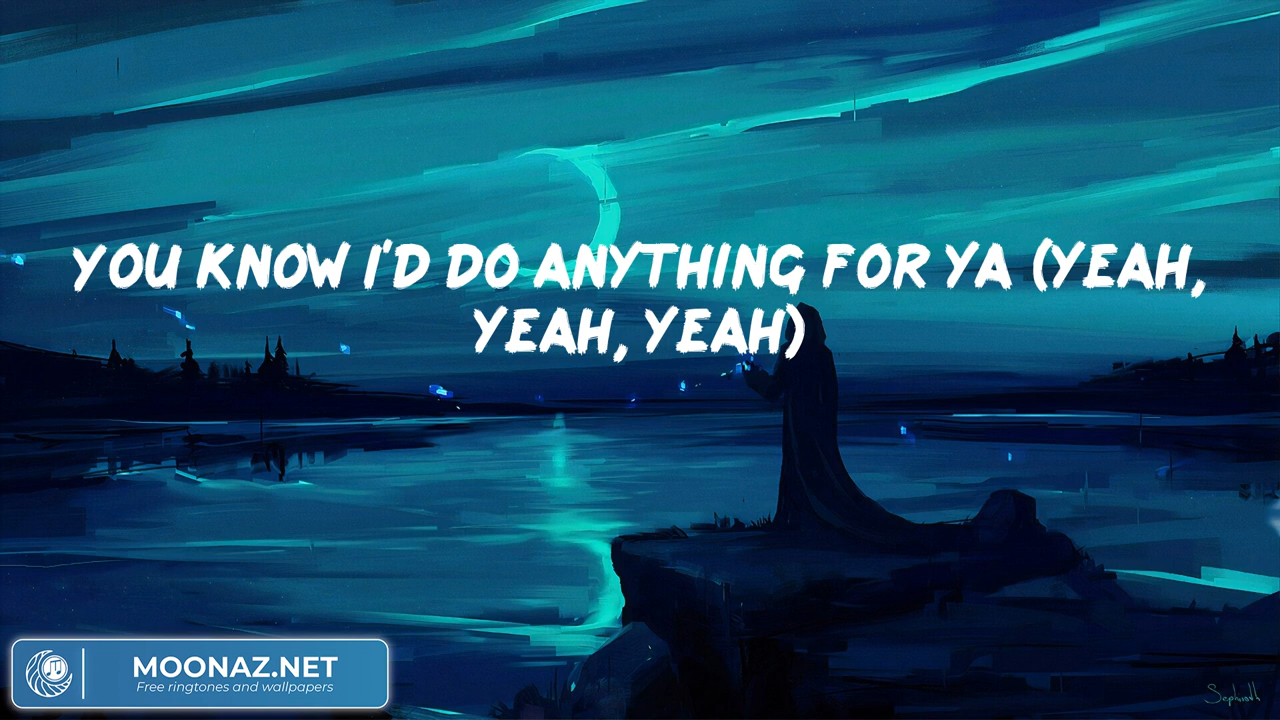 YOU KNOW I'D DO ANYTHING FOR YA (YEAH,
YEAH, YEAH)
MOONAZ.NET
Free ringtones and wallpapers